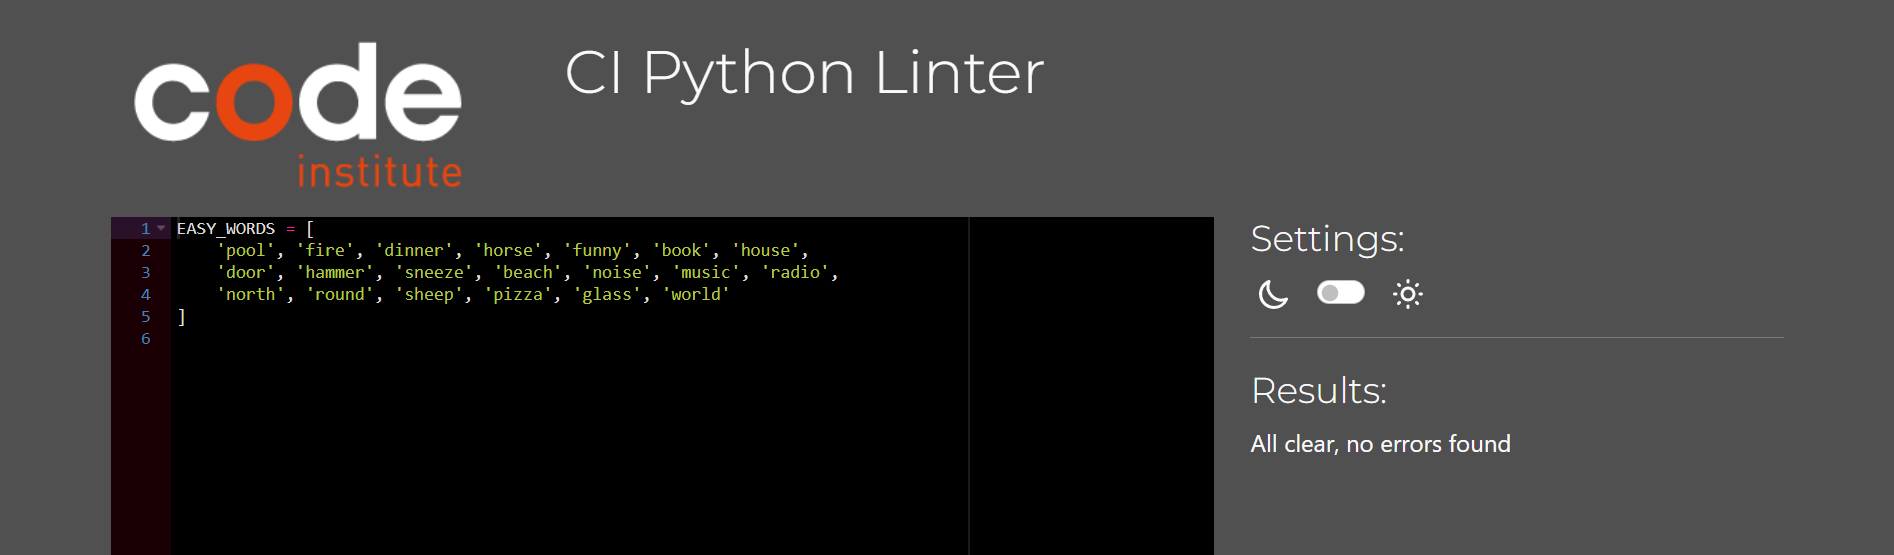 code
institute
CI Python Linter
1 EASY_WORDS = [
2 'pool', 'fire', 'dinner', 'horse', 'funny', 'book', 'house',
3 'door', 'hammer', 'sneeze', 'beach', 'noise', 'music', 'radio',
4 'north', 'round', 'sheep', 'pizza', 'glass', 'world'
5 ]
6
Settings:
Results:
All clear, no errors found